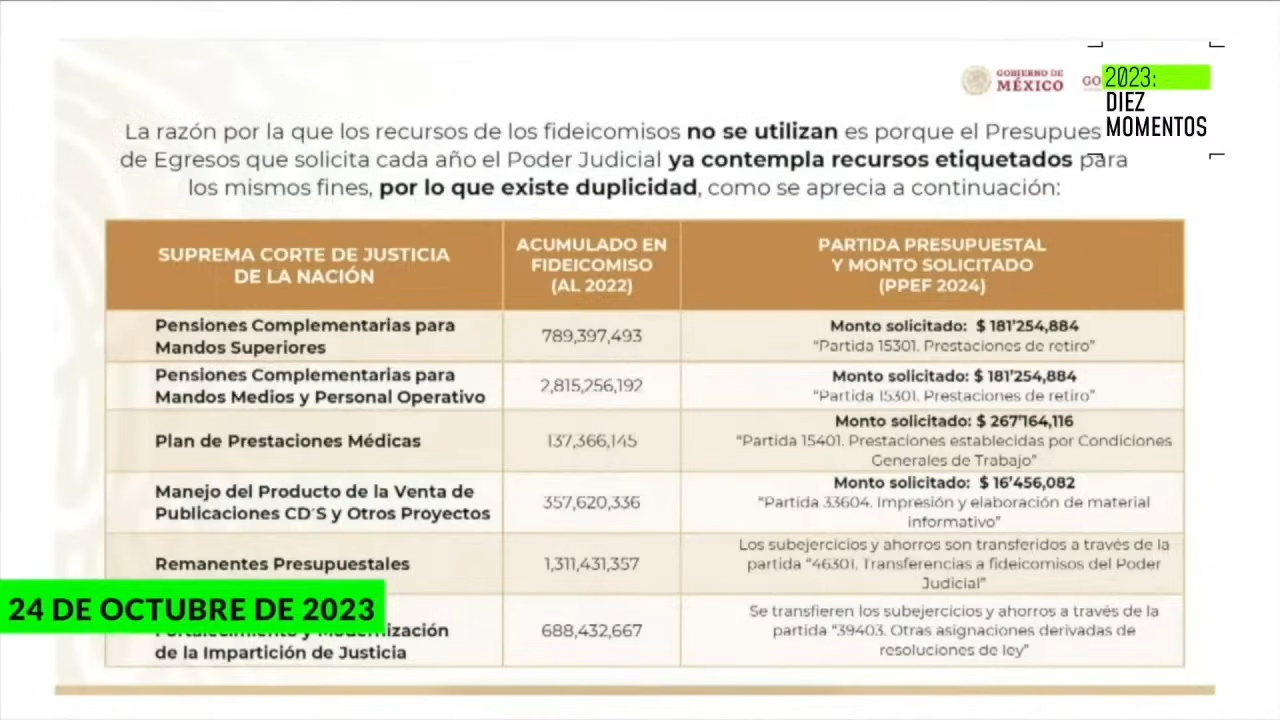 GOBIERNO DE
MÉXICO
GO
2023:
DIEZ
MOMENTOS
La razón por la que los recursos de los fideicomisos no se utilizan es porque el Presupues
de Egresos que solicita cada año el Poder Judicial ya contempla recursos etiquetados para
los mismos fines, por lo que existe duplicidad, como se aprecia a continuación:
SUPREMA CORTE DE JUSTICIA
DE LA NACIÓN
ACUMULADO EN
FIDEICOMISO
(AL 2022)
PARTIDA PRESUPUESTAL
Y MONTO SOLICITADO
(PPEF 2024)
Pensiones Complementarias para
Mandos Superiores
789,397,493
Monto solicitado: $ 181'254,884
"Partida 15301. Prestaciones de retiro"
Pensiones Complementarias para
Mandos Medios y Personal Operativo
2,815,256,192
Monto solicitado: $ 181'254,884
"Partida 15301. Prestaciones de retiro"
Plan de Prestaciones Médicas
137,366,145
Monto solicitado: $ 267'164,116
"Partida 15401. Prestaciones establecidas por Condiciones
Generales de Trabajo"
Manejo del Producto de la Venta de
Publicaciones CD´S y Otros Proyectos
357,620,336
Monto solicitado: $ 16'456,082
"Partida 33604. Impresión y elaboración de material
informativo"
Remanentes Presupuestales
1,311,431,357
Los subejercicios y ahorros son transferidos a través de la
partida "46301. Transferencias a fideicomisos del Poder
Judicial"
24 DE OCTUBRE DE 2023
Fortalecimiento y Modernización
de la Impartición de Justicia
688,432,667
Se transfieren los subejercicios y ahorros a través de la
partida "39403. Otras asignaciones derivadas de
resoluciones de ley"